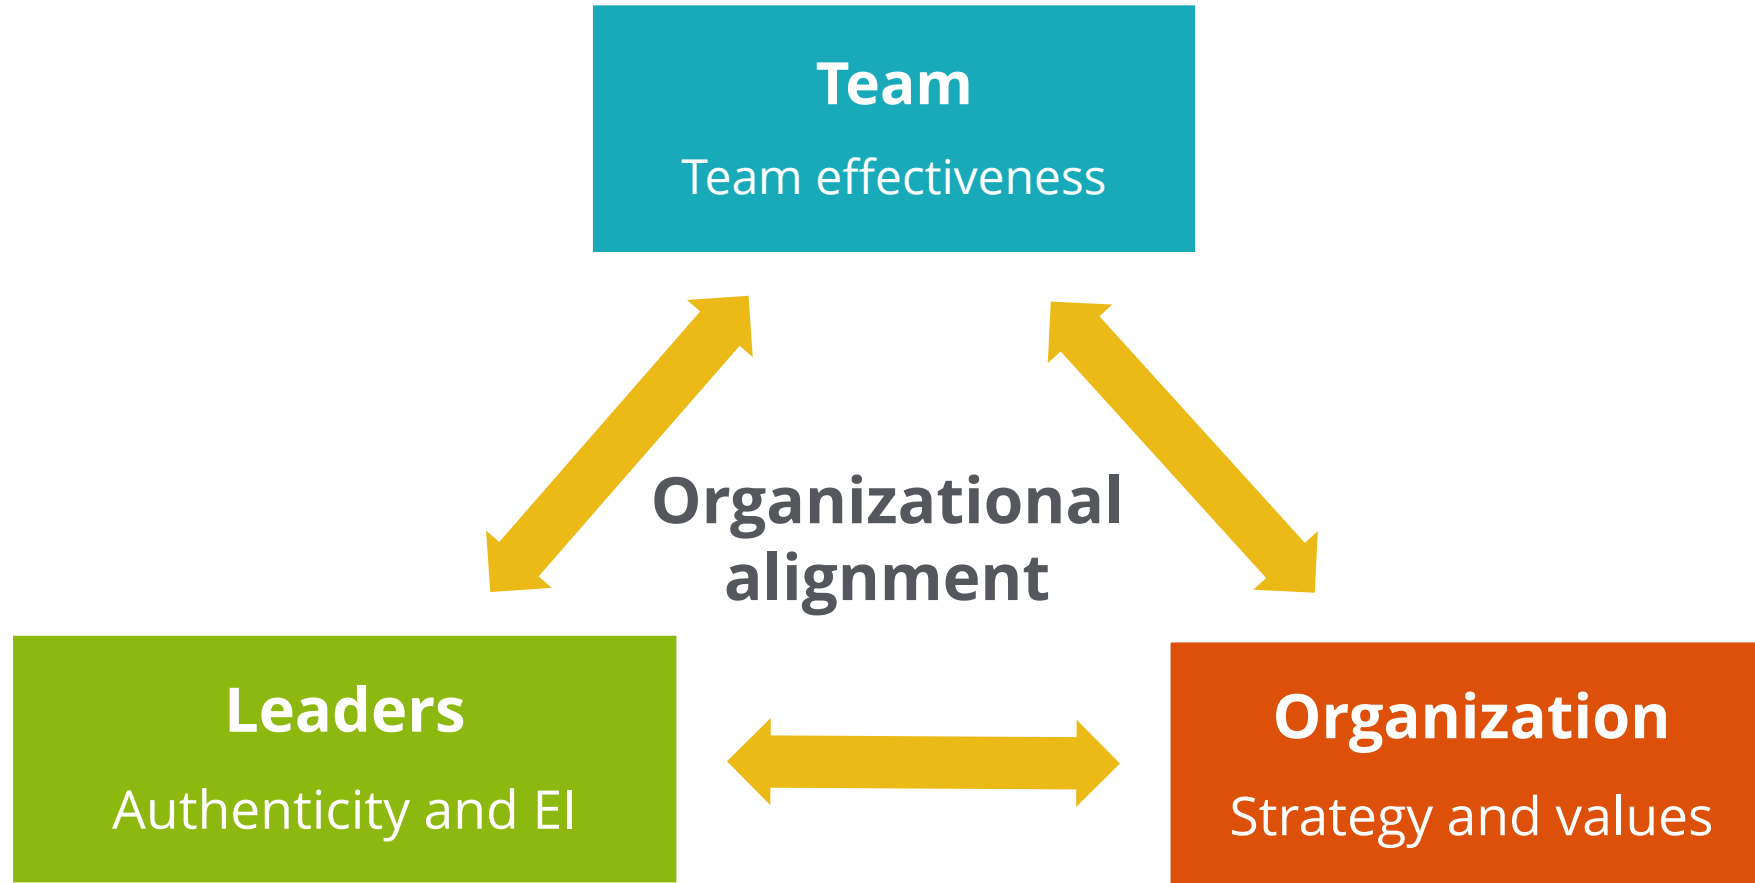 Team
Team effectiveness
Organizational
alignment
Leaders
Authenticity and EI
Organization
Strategy and values